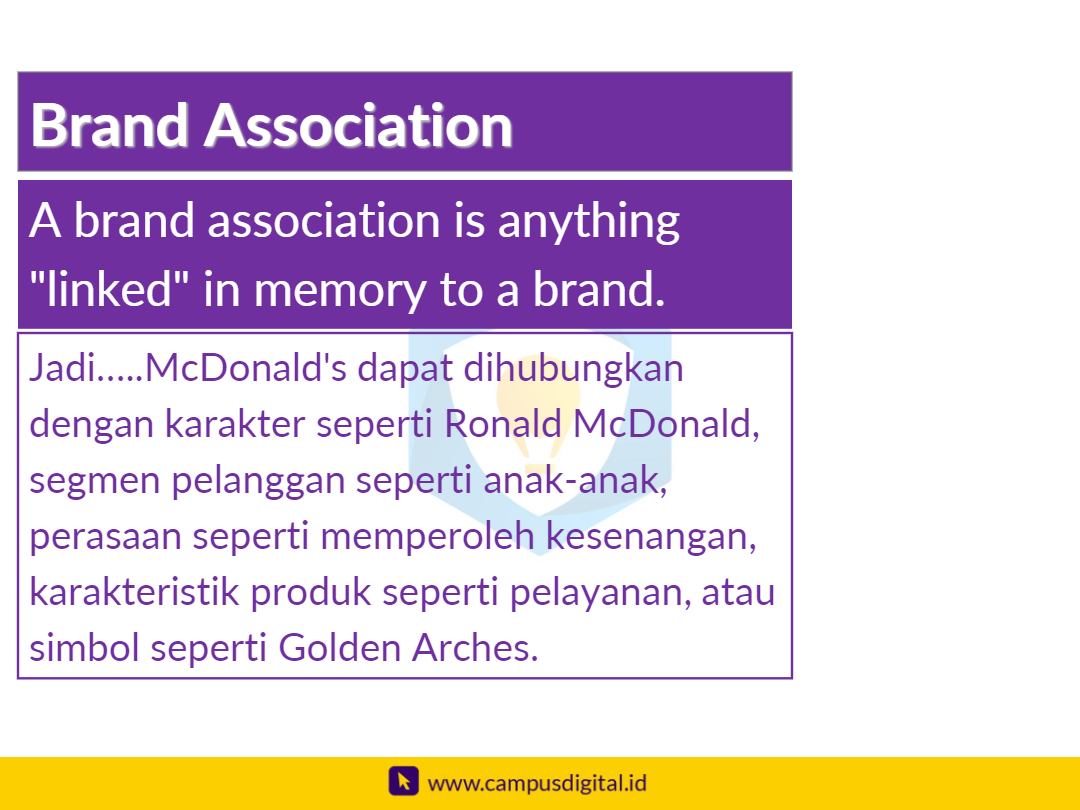 Brand Association
A brand association is anything
"linked" in memory to a brand.
Jadi…..McDonald's dapat dihubungkan
dengan karakter seperti Ronald McDonald,
segmen pelanggan seperti anak-anak,
perasaan seperti memperoleh kesenangan,
karakteristik produk seperti pelayanan, atau
simbol seperti Golden Arches.
www.campusdigital.id